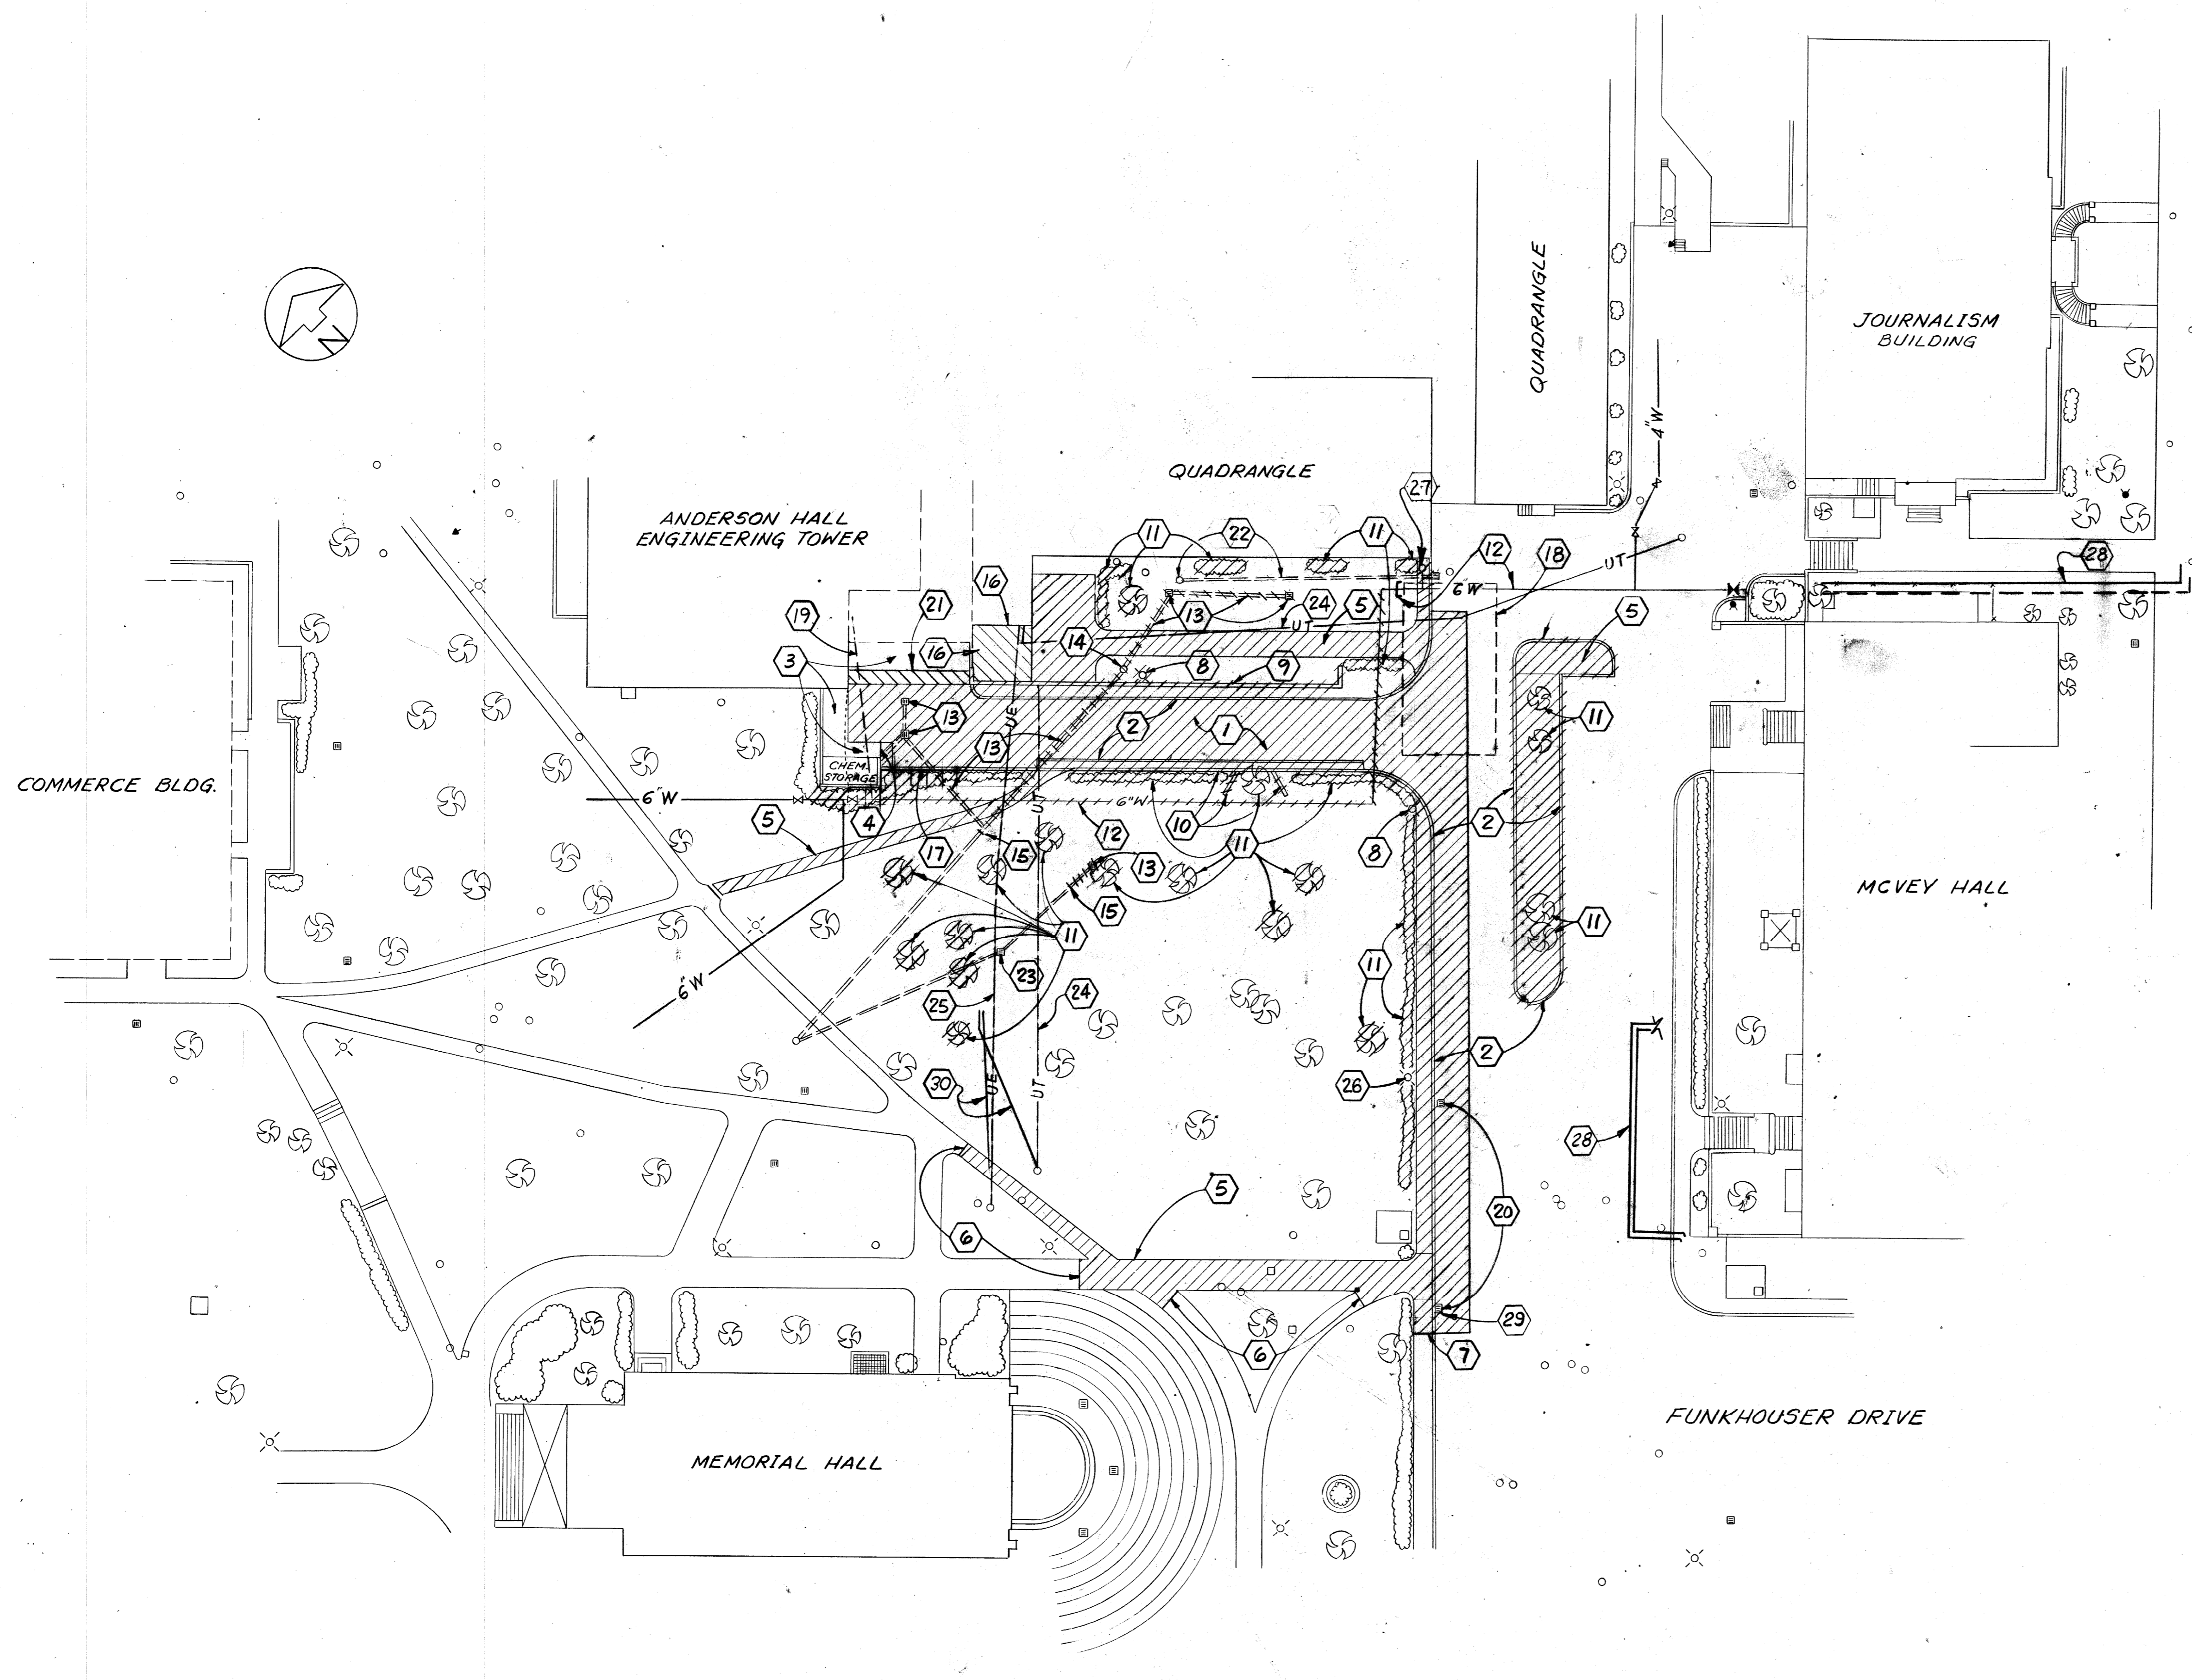 N
QUADRANGLE
JOURNALISM
BUILDING
4"W
QUADRANGLE
27
ANDERSON HALL
ENGINEERING TOWER
11
22
11
12
18
UT
28
16
6"W
21
13
24
5
5
19
UT
14
16
8
9
3
13
UE
2
1
11
13
CHEM.
STORAGE
COMMERCE BLDG.
6"W
UT
6"W
5
4
10
12
2
17
15
11
8
13
MCVEY HALL
15
11
11
11
23
6"W
25
24
2
30
UE
UT
26
28
5
20
6
29
6
7
FUNKHOUSER DRIVE
MEMORIAL HALL